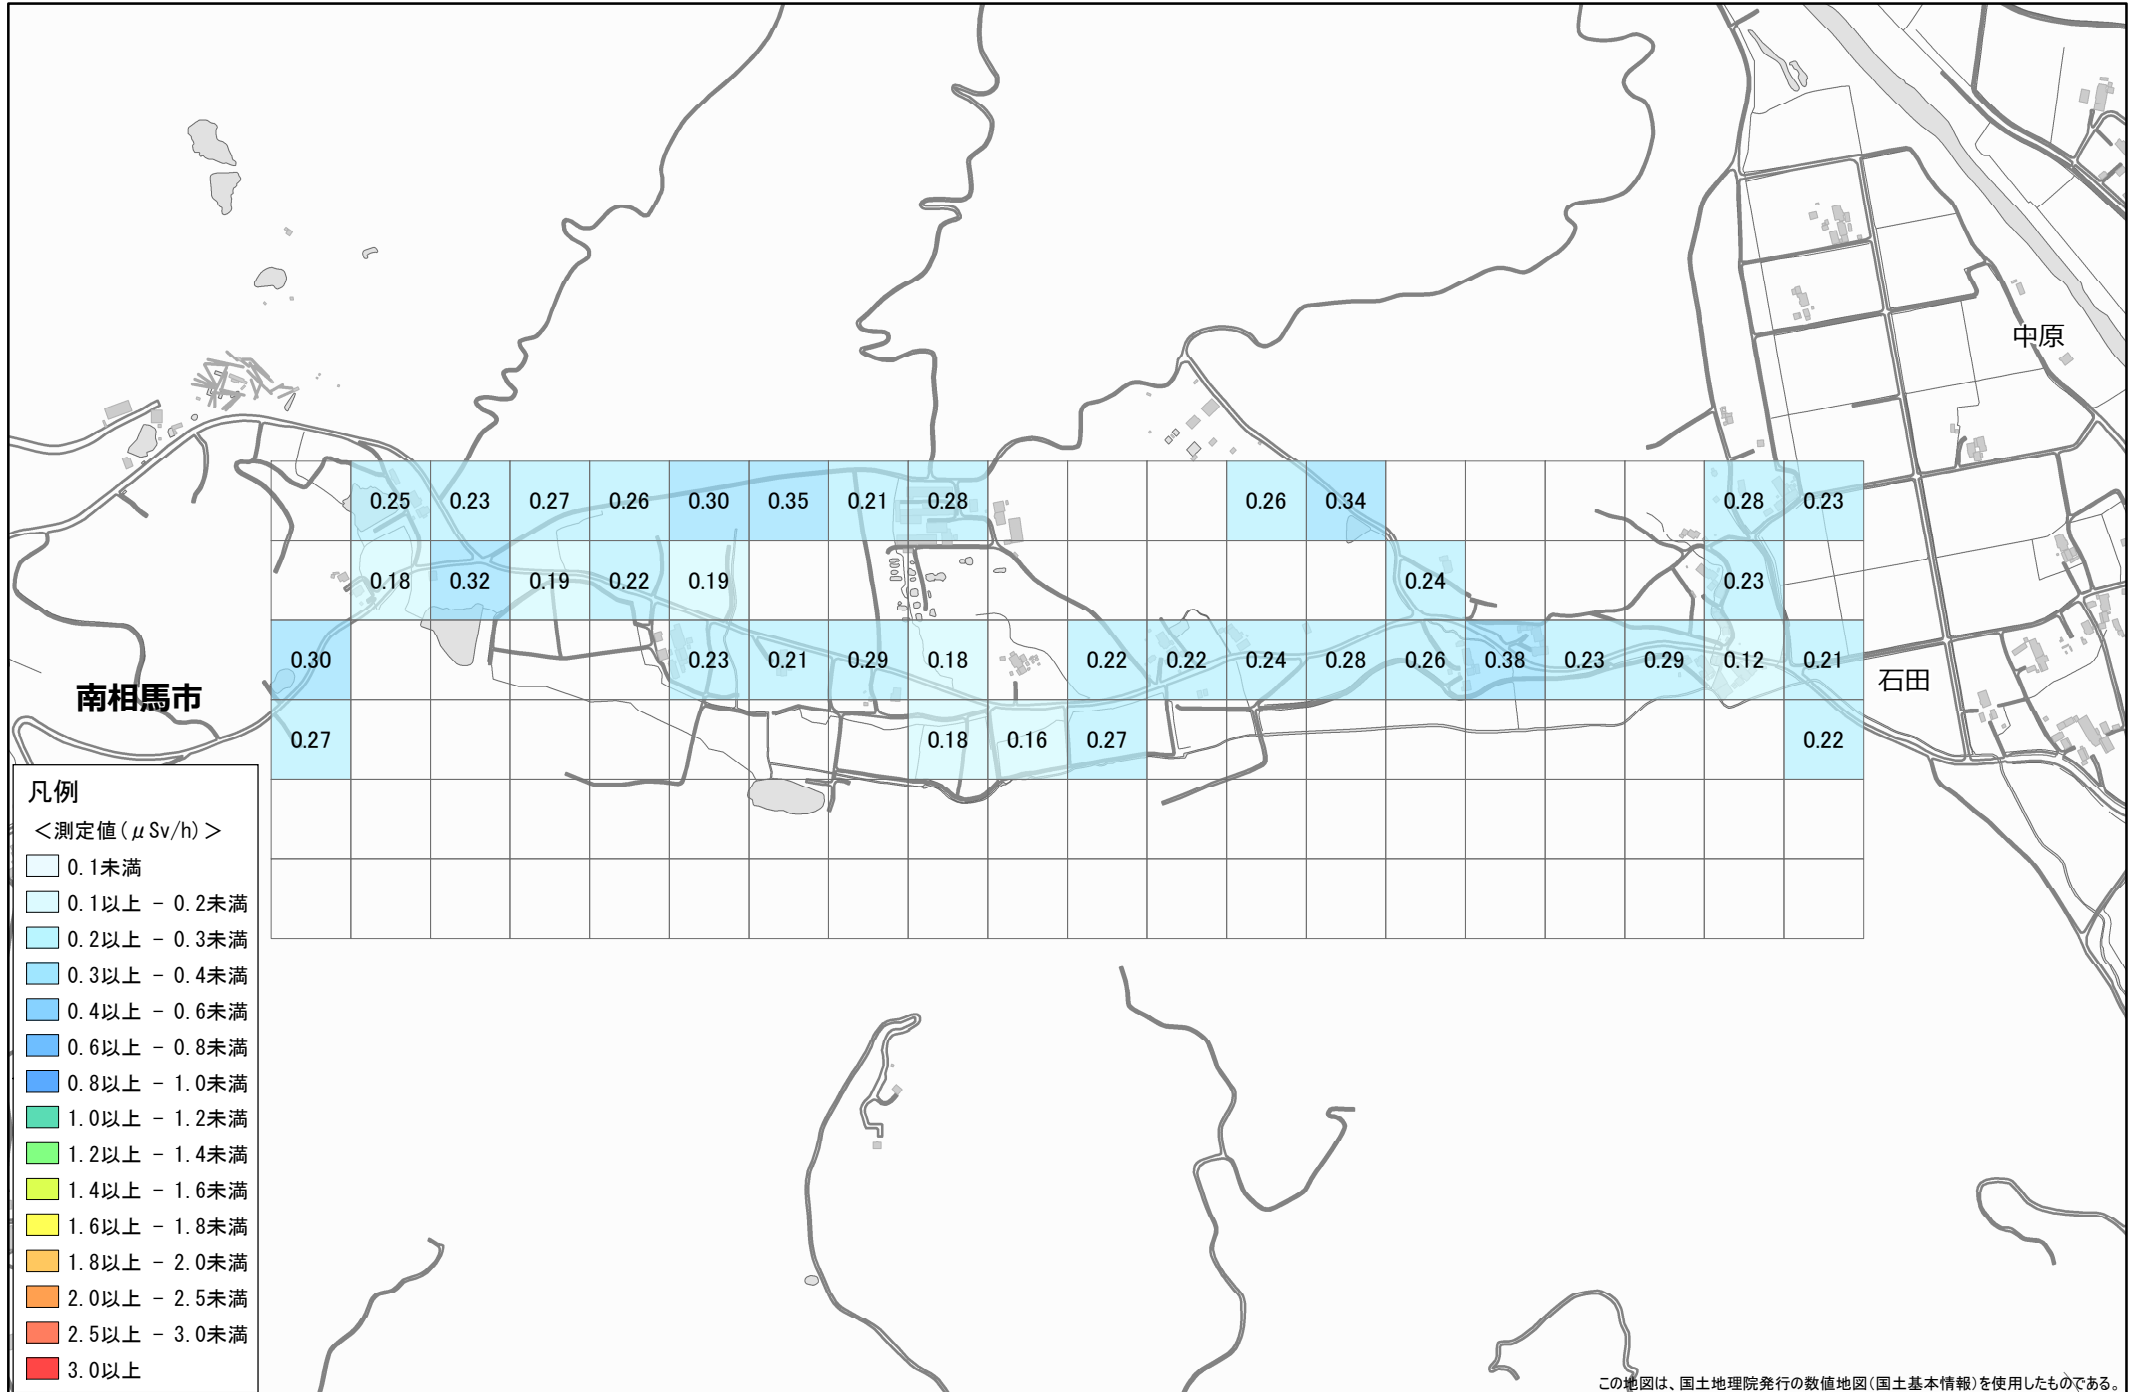 中原
0.25 0.23 0.27 0.26 0.30 0.35 0.21 0.28 0.26 0.34 0.28 0.23
0.18 0.32 0.19 0.22 0.19 0.24 0.23
0.30 0.23 0.21 0.29 0.18 0.22 0.22 0.24 0.28 0.26 0.38 0.23 0.29 0.12 0.21
南相馬市
石田
0.27 0.18 0.16 0.27 0.22
凡例
<測定値(μSv/h)>
0.1未満
0.1以上 - 0.2未満
0.2以上 - 0.3未満
0.3以上 - 0.4未満
0.4以上 - 0.6未満
0.6以上 - 0.8未満
0.8以上 - 1.0未満
1.0以上 - 1.2未満
1.2以上 - 1.4未満
1.4以上 - 1.6未満
1.6以上 - 1.8未満
1.8以上 - 2.0未満
2.0以上 - 2.5未満
2.5以上 - 3.0未満
3.0以上
この地図は、国土地理院発行の数値地図(国土基本情報)を使用したものである。